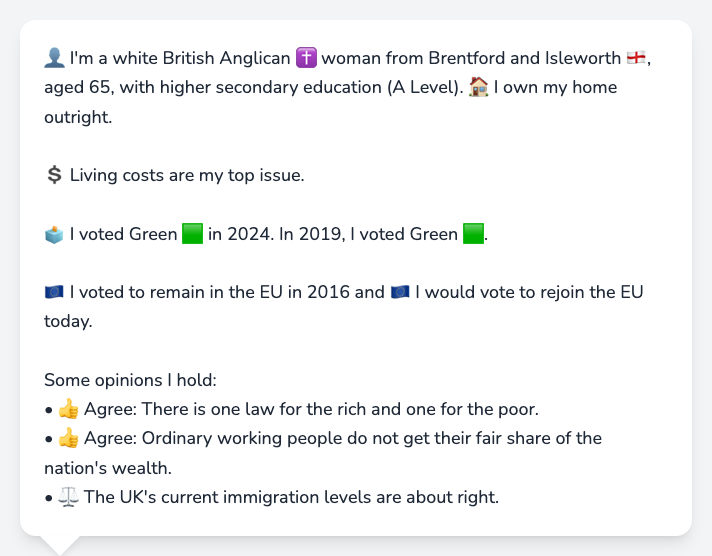 👤 I'm a white British Anglican ✝️ woman from Brentford and Isleworth 🏴󠁧󠁢󠁥󠁮󠁧󠁿,
aged 65, with higher secondary education (A Level). 🏠 I own my home
outright.
💲 Living costs are my top issue.
🗳️ I voted Green 🟩 in 2024. In 2019, I voted Green 🟩.
🇪🇺 I voted to remain in the EU in 2016 and 🇪🇺 I would vote to rejoin the EU
today.
Some opinions I hold:
• 👍 Agree: There is one law for the rich and one for the poor.
• 👍 Agree: Ordinary working people do not get their fair share of the
nation's wealth.
• ⚖️ The UK's current immigration levels are about right.